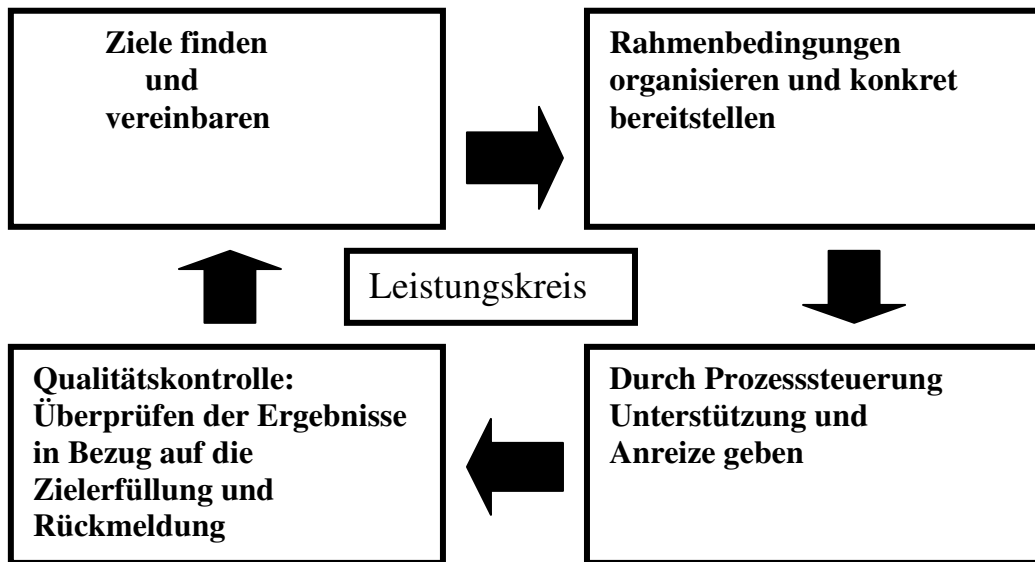 Ziele finden
und
vereinbaren
Rahmenbedingungen
organisieren und konkret
bereitstellen
Leistungskreis
Qualitätskontrolle:
Überprüfen der Ergebnisse
in Bezug auf die
Zielerfüllung und
Rückmeldung
Durch Prozesssteuerung
Unterstützung und
Anreize geben